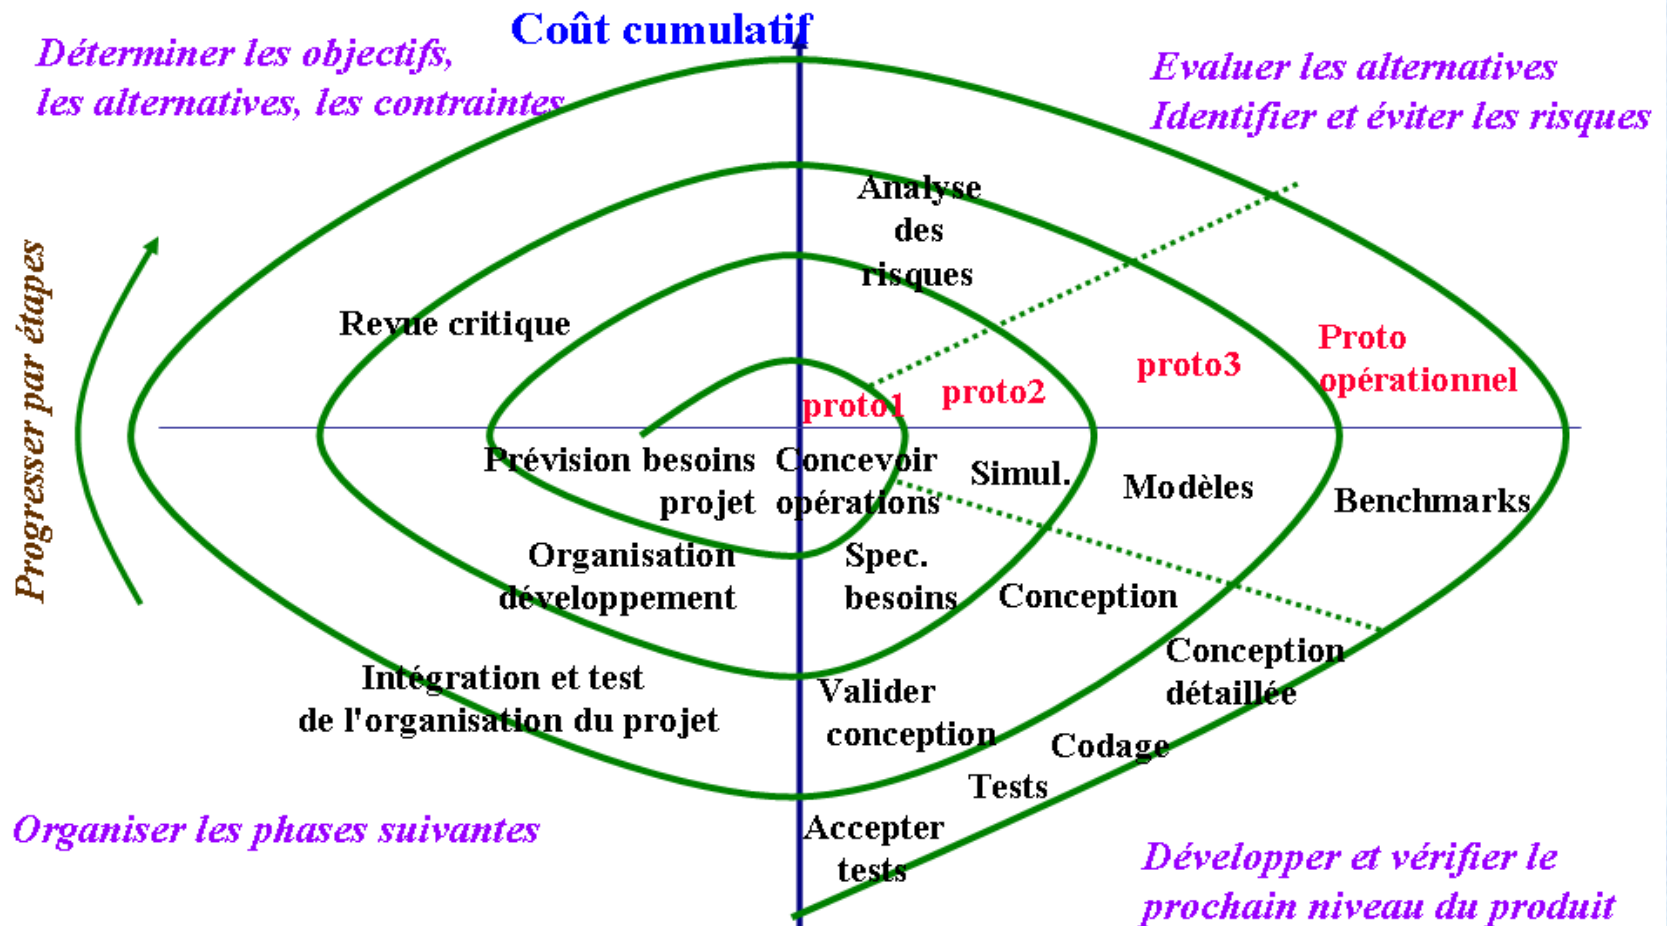 Coût cumulatif
Déterminer les objectifs,
les alternatives, les contraintes
Evaluer les alternatives
Identifier et éviter les risques
Analyse
des
risques
Progresser par étapes
Revue critique
proto1
proto2
proto3
Proto
opérationnel
Prévision besoins
projet
Concevoir
opérations
Simul.
Modèles
Benchmarks
Organisation
développement
Spec.
besoins
Conception
Conception
détaillée
Intégration et test
de l'organisation du projet
Valider
conception
Codage
Tests
Accepter
tests
Organiser les phases suivantes
Développer et vérifier le
prochain niveau du produit